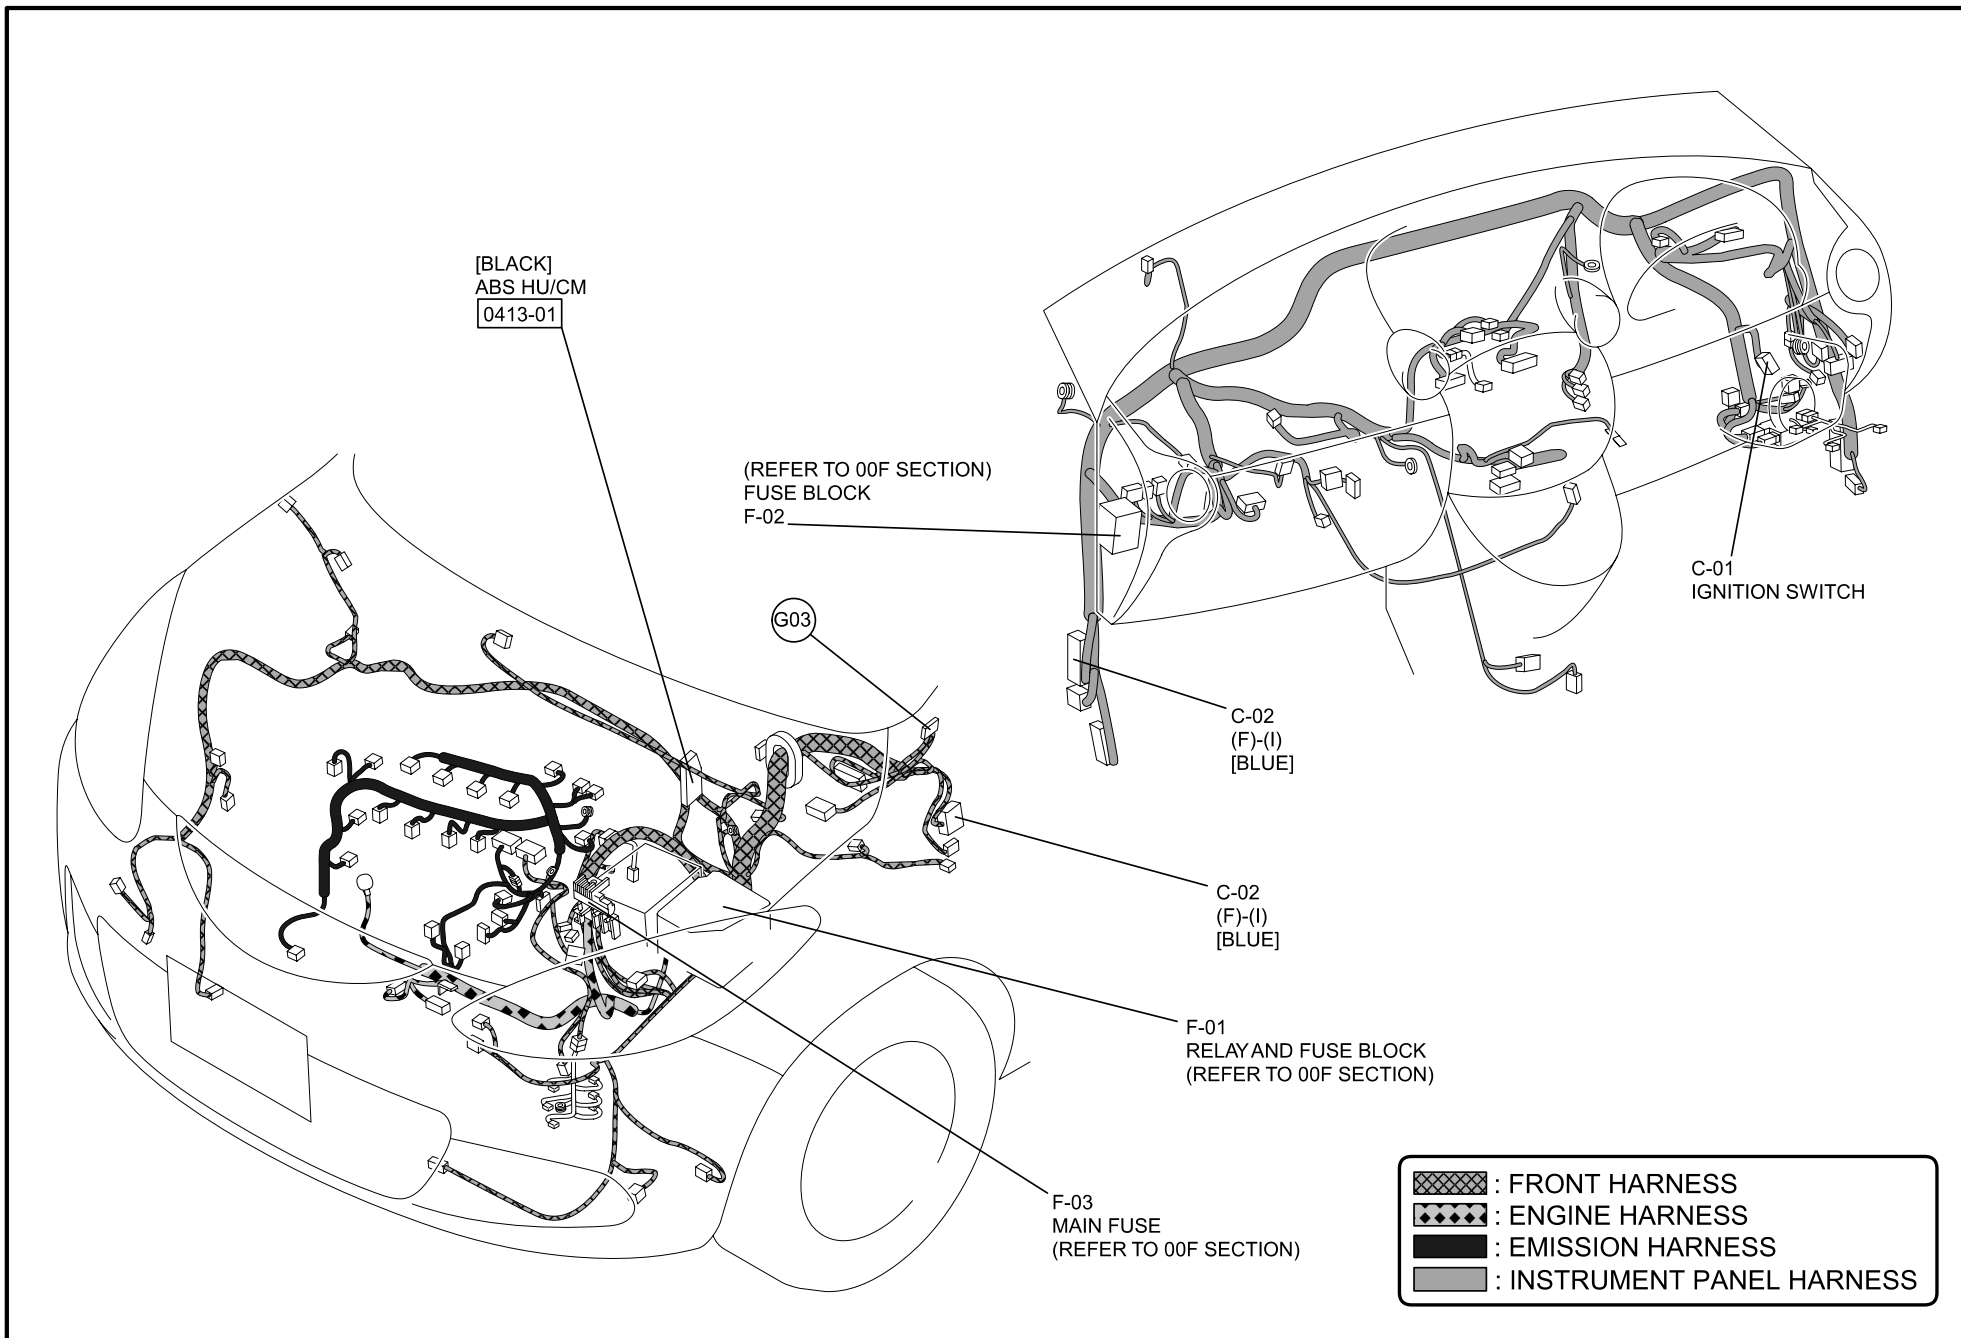 [BLACK]
ABS HU/CM
0413-01
(REFER TO 00F SECTION)
FUSE BLOCK
F-02
G03
C-01
IGNITION SWITCH
C-02
(F)-(I)
[BLUE]
C-02
(F)-(I)
[BLUE]
F-01
RELAY AND FUSE BLOCK
(REFER TO 00F SECTION)
F-03
MAIN FUSE
(REFER TO 00F SECTION)
: FRONT HARNESS
: ENGINE HARNESS
: EMISSION HARNESS
: INSTRUMENT PANEL HARNESS